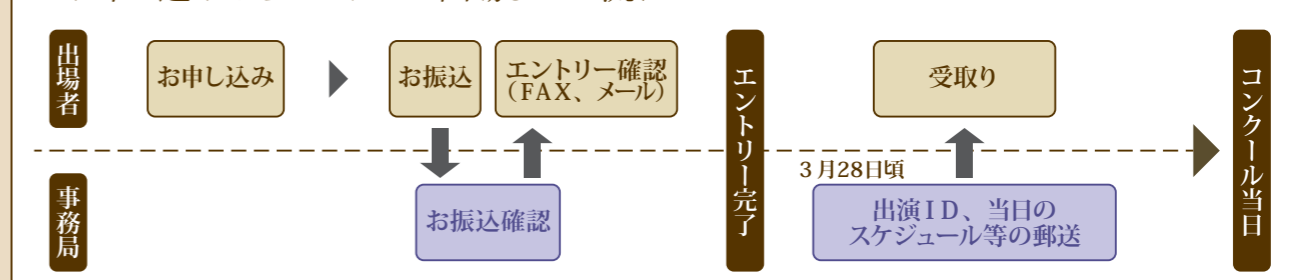 出場者
お申し込み
お振込
エントリー確認
（FAX、メール）
エントリー完了
受取り
コンクール当日
事務局
お振込確認
3月28日頃
出演ID、当日の
スケジュール等の郵送